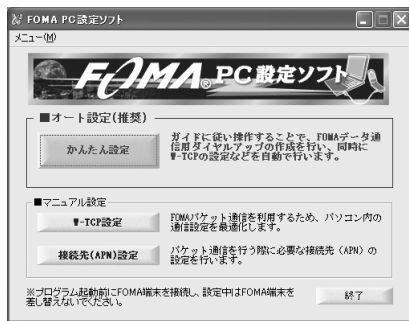 FOMA PC設定ソフト
メニュー(M)
FOMA® PC設定ソフト
■オート設定(推奨)
かんたん設定
ガイドに従い操作することで、FOMAデータ通
信用ダイヤルアップの作成を行い、同時に
W-TCPの設定などを自動で行います。
■マニュアル設定
W-TCP設定
FOMAパケット通信を利用するため、パソコン内の
通信設定を最適化します。
接続先(APN)設定
パケット通信を行う際に必要な接続先（APN）の
設定を行います。
※プログラム起動前にFOMA端末を接続し、設定中はFOMA端末を
差し替えないでください。
終了